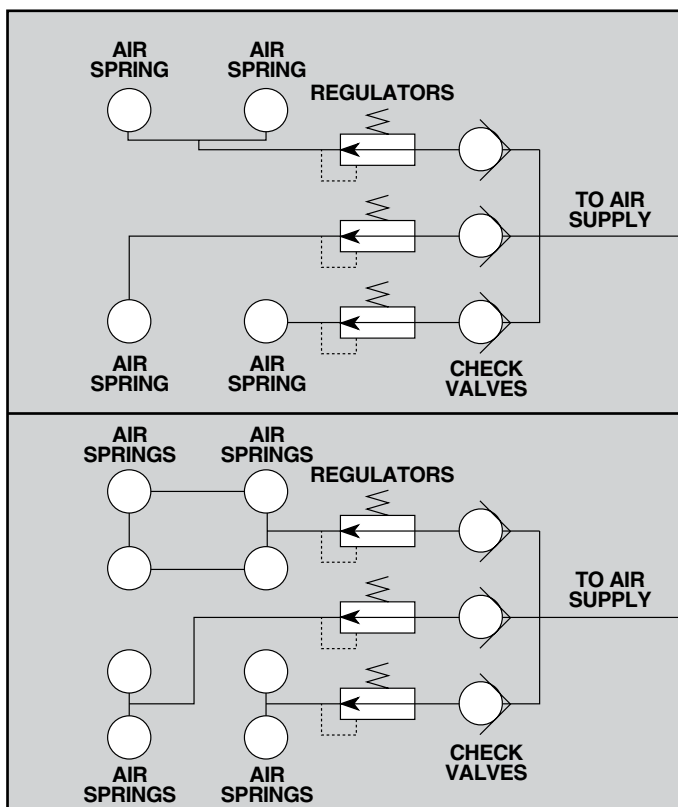 AIR
SPRING
AIR
SPRING
REGULATORS
TO AIR
SUPPLY
AIR
SPRING
AIR
SPRING
CHECK
VALVES
AIR
SPRINGS
AIR
SPRINGS
REGULATORS
TO AIR
SUPPLY
AIR
SPRINGS
AIR
SPRINGS
CHECK
VALVES